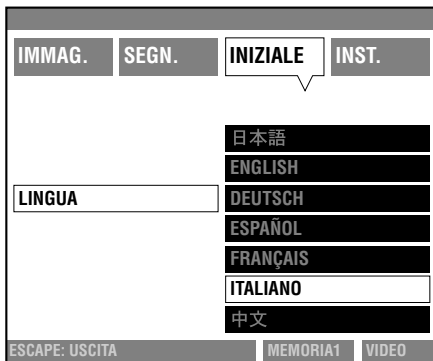 IMMAG. SEGN. INIZIALE INST.
日本語
ENGLISH
LINGUA DEUTSCH
ESPAÑOL
FRANÇAIS
ITALIANO
中文
ESCAPE: USCITA MEMORIA1 VIDEO